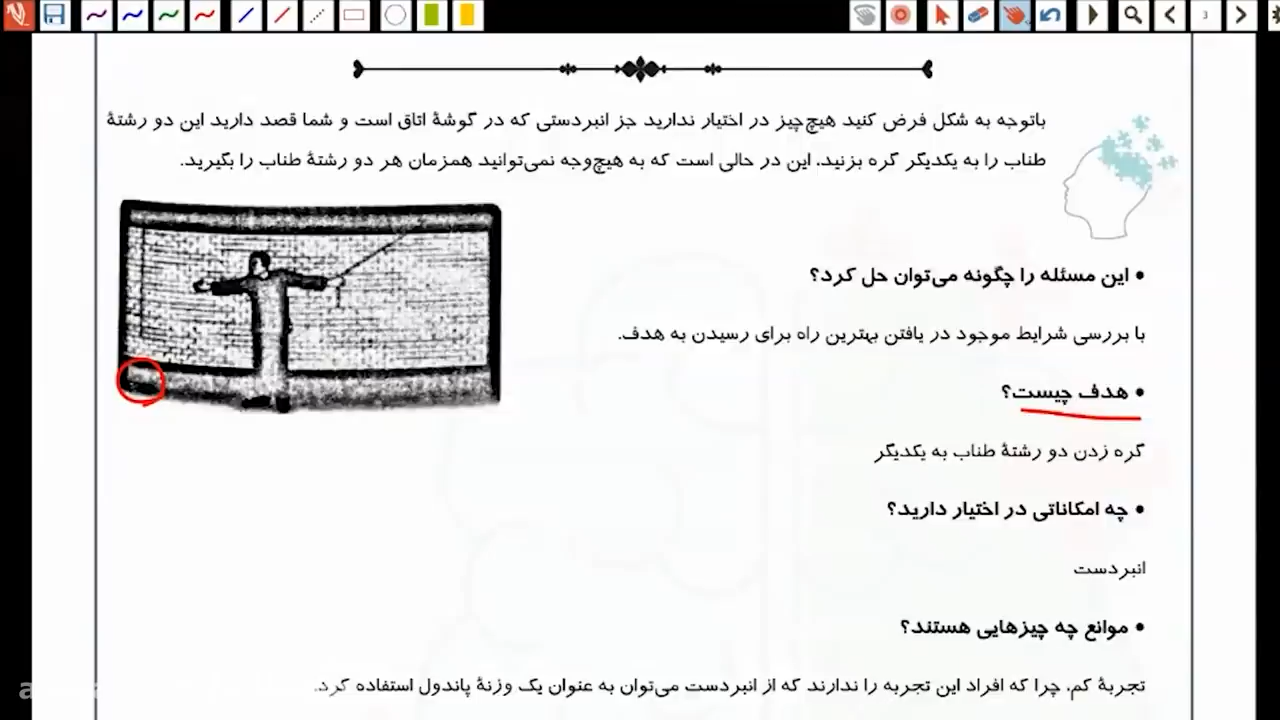 3
باتوجه به شکل فرض کنید هیچ‌چیز در اختیار ندارید جز انبردستی که در گوشهٔ اتاق است و شما قصد دارید این دو رشتهٔ
طناب را به یکدیگر گره بزنید. این در حالی است که به هیچ‌وجه نمی‌توانید همزمان هر دو رشتهٔ طناب را بگیرید.
• این مسئله را چگونه می‌توان حل کرد؟
با بررسی شرایط موجود در یافتن بهترین راه برای رسیدن به هدف.
• هدف چیست؟
گره زدن دو رشتهٔ طناب به یکدیگر
• چه امکاناتی در اختیار دارید؟
انبردست
• موانع چه چیزهایی هستند؟
تجربهٔ کم، چرا که افراد این تجربه را ندارند که از انبردست می‌توان به عنوان یک وزنهٔ پاندول استفاده کرد.